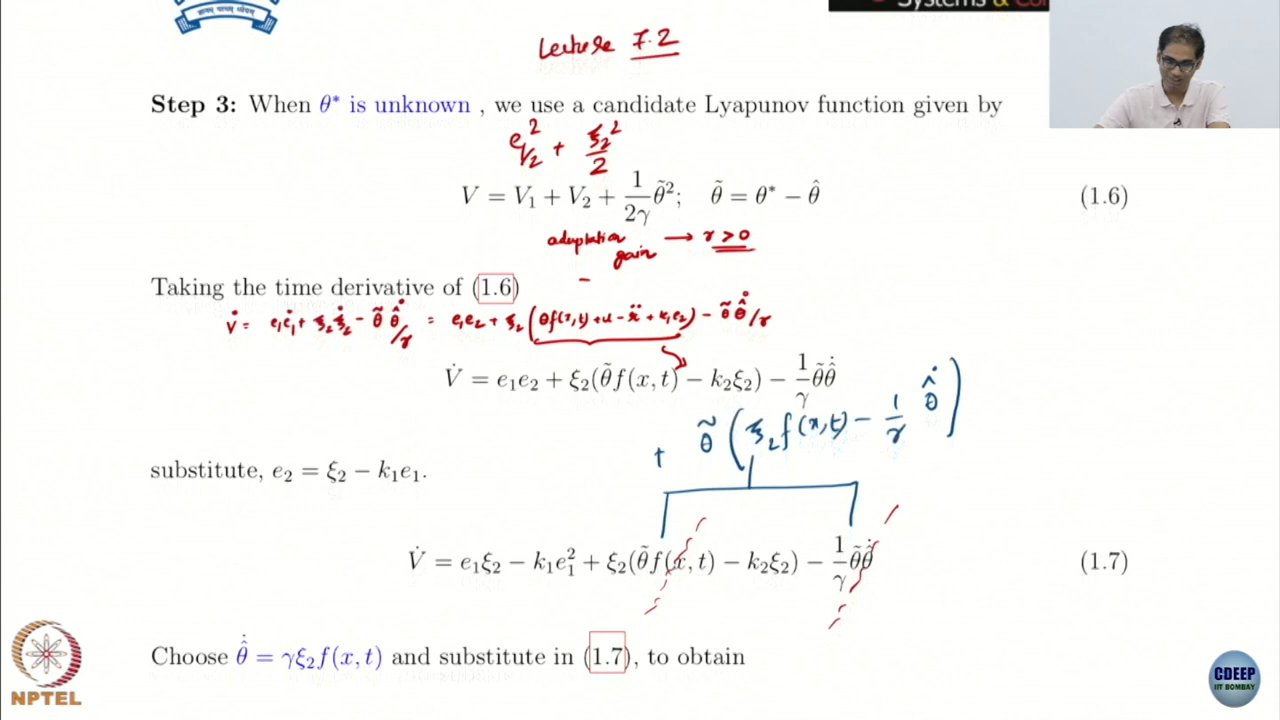 Systems &
Lecture 7.2
Step 3: When θ* is unknown , we use a candidate Lyapunov function given by
e₁²/2 + ξ₂²/2
V = V₁ + V₂ + 1/2γ θ̃²; θ̃ = θ* − θ̂ (1.6)
adaptation gain → γ > 0
Taking the time derivative of (1.6)
V̇ = e₁ė₁ + ξ₂ξ̇₂ − θ̃ θ̂̇/γ = e₁e₂ + ξ₂(θf(x,t) + u − r̈ + k₁e₂) − θ̃ θ̂̇/γ
V̇ = e₁e₂ + ξ₂(θ̃f(x, t) − k₂ξ₂) − 1/γ θ̃θ̂̇
+ θ̃ (ξ₂f(x,t) − 1/γ θ̂̇)
substitute, e₂ = ξ₂ − k₁e₁.
V̇ = e₁ξ₂ − k₁e₁² + ξ₂(θ̃f(x, t) − k₂ξ₂) − 1/γ θ̃θ̂̇ (1.7)
Choose θ̂̇ = γξ₂f(x, t) and substitute in (1.7), to obtain
NPTEL
CDEEP
IIT BOMBAY